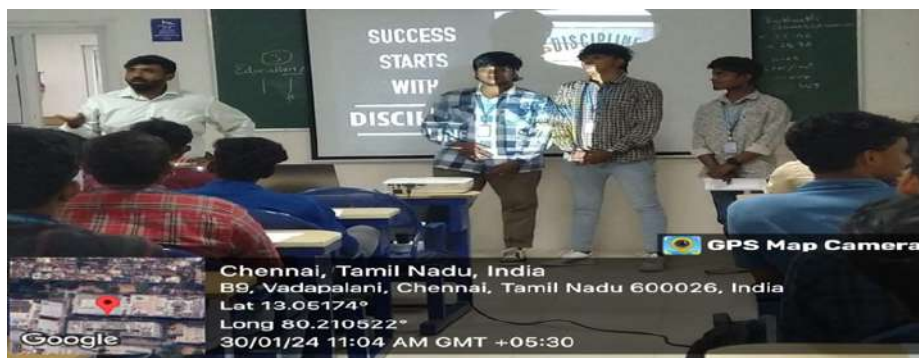 SUCCESS
STARTS
WITH
DISCIPLINE
Education
GPS Map Camera
Chennai, Tamil Nadu, India
B9, Vadapalani, Chennai, Tamil Nadu 600026, India
Lat 13.05174°
Long 80.210522°
30/01/24 11:04 AM GMT +05:30
Google